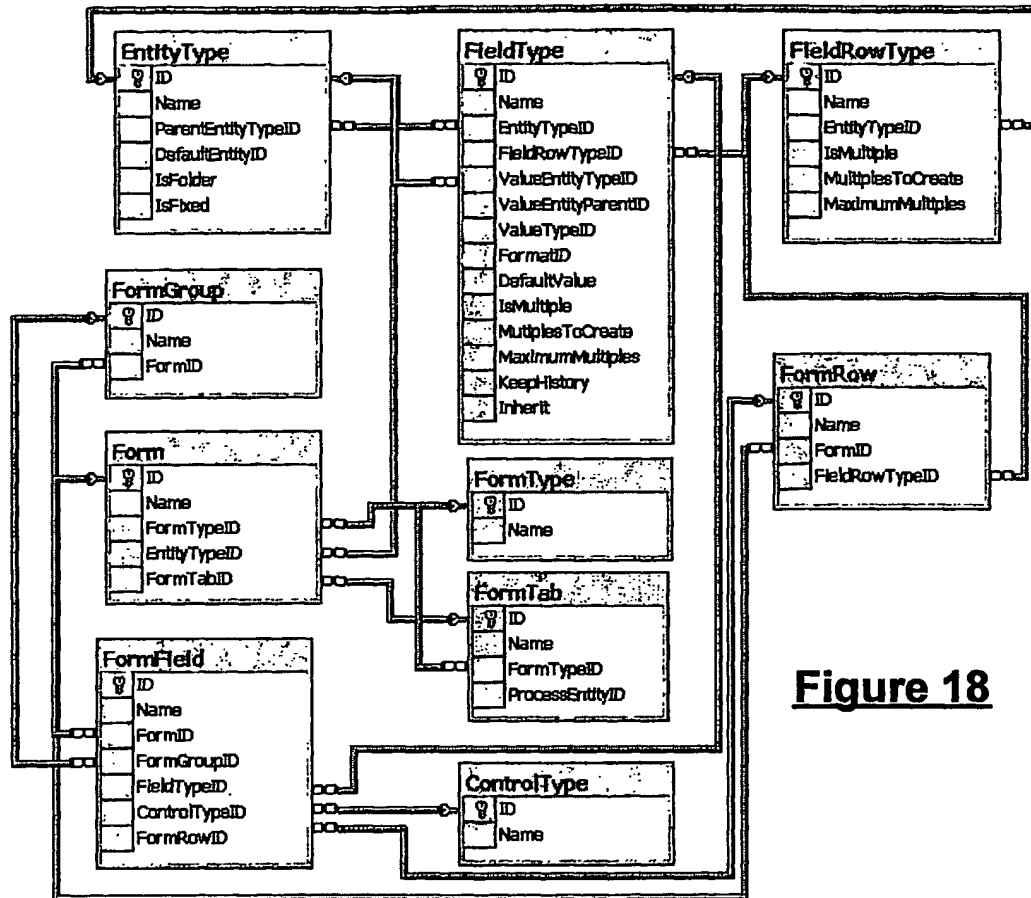 EntityType
ID
Name
ParentEntityTypeID
DefaultEntityID
IsFolder
IsFixed
FieldType
ID
Name
EntityTypeID
FieldRowTypeID
ValueEntityTypeID
ValueEntityParentID
ValueTypeID
FormatID
DefaultValue
IsMultiple
MutiplesToCreate
MaximumMultiples
KeepHistory
Inherit
FieldRowType
ID
Name
EntityTypeID
IsMultiple
MultiplesToCreate
MaximumMultiples
FormGroup
ID
Name
FormID
FormRow
ID
Name
FormID
FieldRowTypeID
Form
ID
Name
FormTypeID
EntityTypeID
FormTabID
FormType
ID
Name
FormTab
ID
Name
FormTypeID
ProcessEntityID
FormField
ID
Name
FormID
FormGroupID
FieldTypeID
ControlTypeID
FormRowID
ControlType
ID
Name
Figure 18